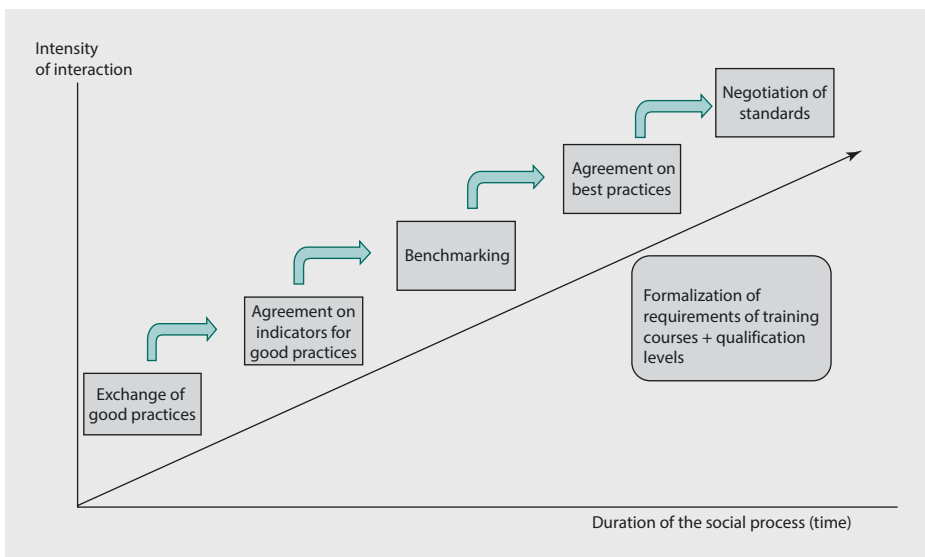 Intensity
of interaction
Negotiation of
standards
Agreement on
best practices
Benchmarking
Agreement on
indicators for
good practices
Exchange of
good practices
Formalization of
requirements of training
courses + qualification
levels
Duration of the social process (time)